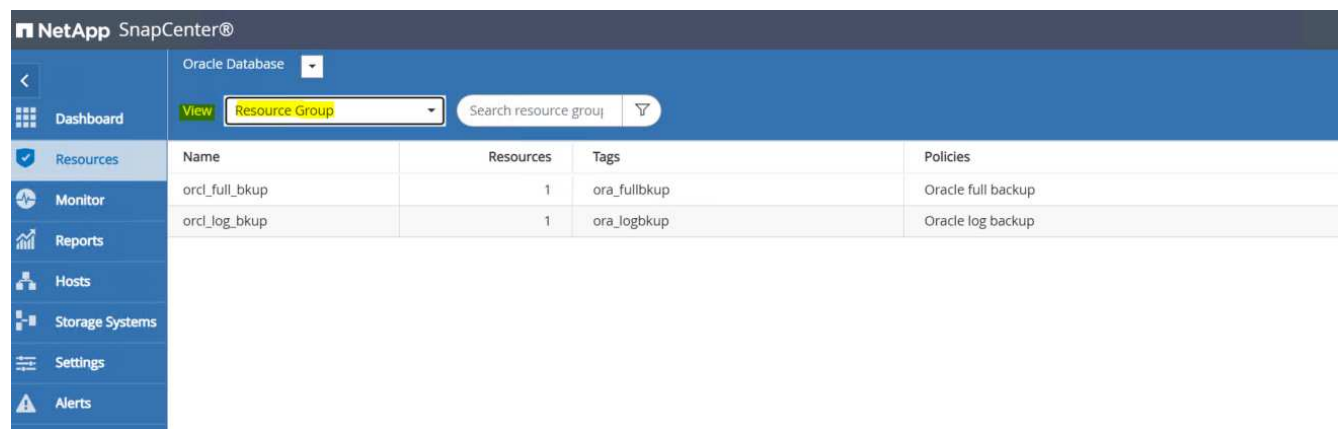 NetApp SnapCenter®
Oracle Database
View Resource Group Search resource grou
Dashboard
Resources
Monitor
Reports
Hosts
Storage Systems
Settings
Alerts
Name Resources Tags Policies
orcl_full_bkup 1 ora_fullbkup Oracle full backup
orcl_log_bkup 1 ora_logbkup Oracle log backup